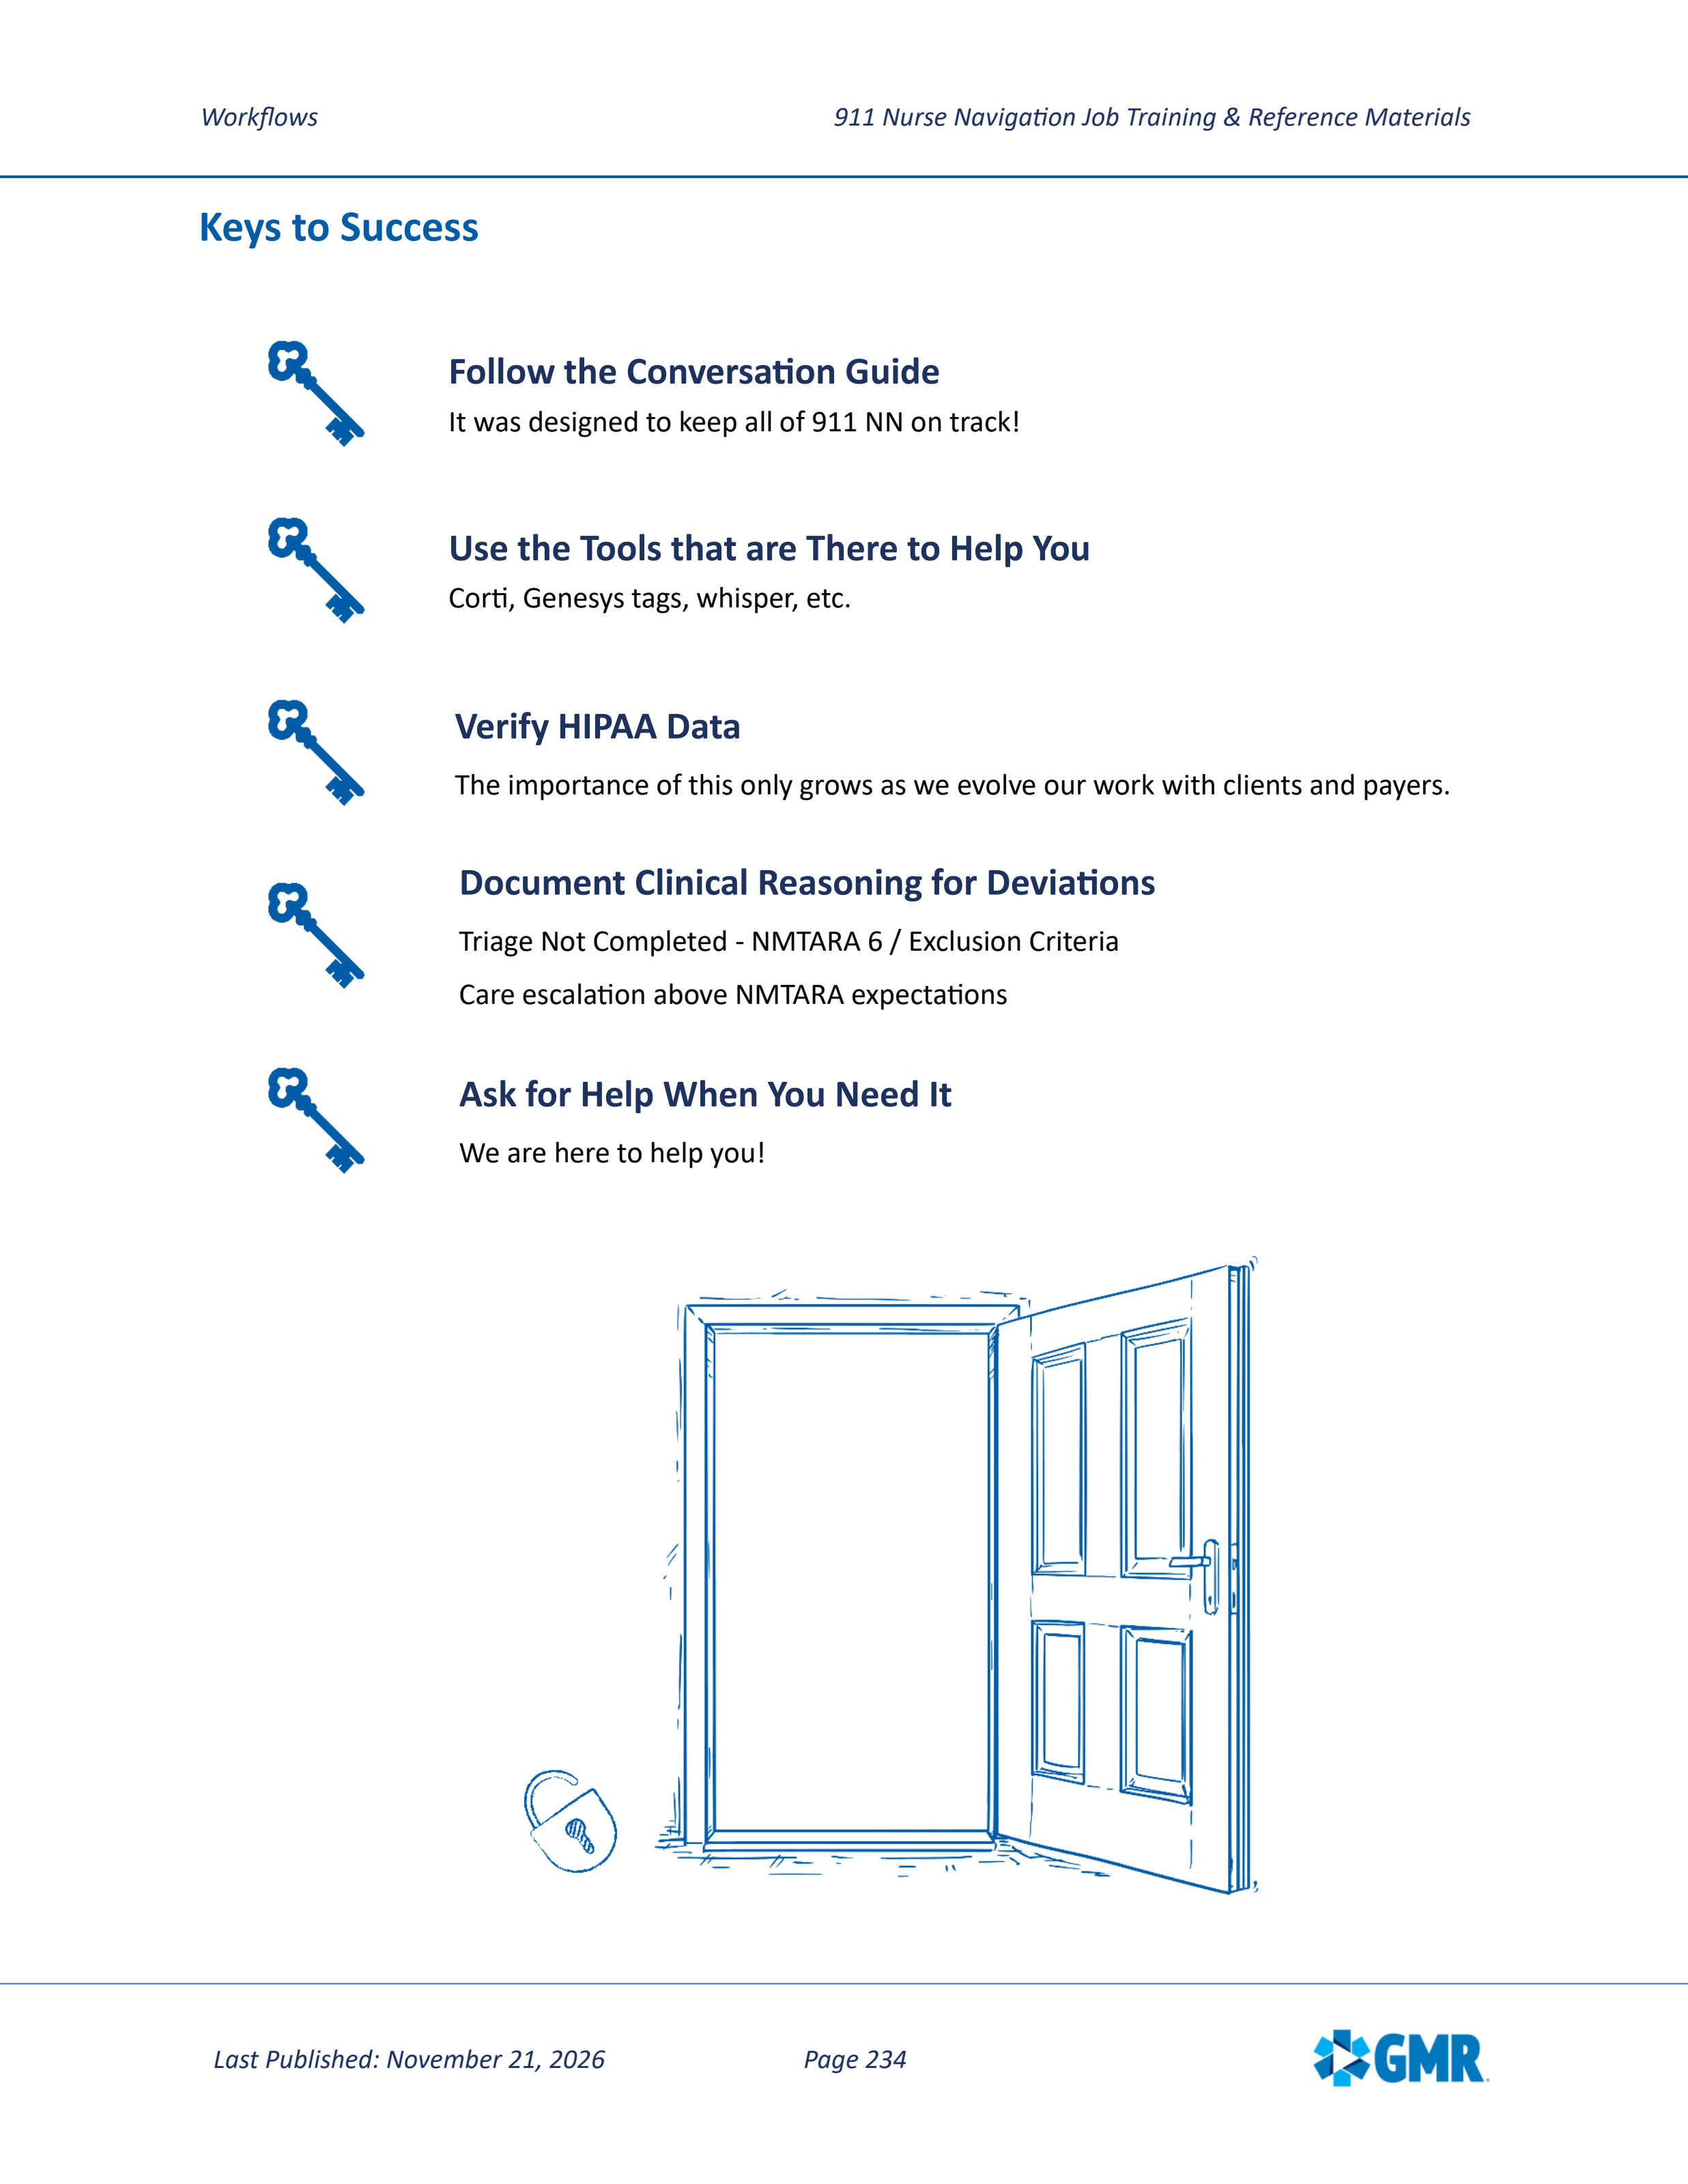 Workflows
911 Nurse Navigation Job Training & Reference Materials
Keys to Success
Follow the Conversation Guide
It was designed to keep all of 911 NN on track!
Use the Tools that are There to Help You
Corti, Genesys tags, whisper, etc.
Verify HIPAA Data
The importance of this only grows as we evolve our work with clients and payers.
Document Clinical Reasoning for Deviations
Triage Not Completed - NMTARA 6 / Exclusion Criteria
Care escalation above NMTARA expectations
Ask for Help When You Need It
We are here to help you!
Last Published: November 21, 2026
Page 234
GMR